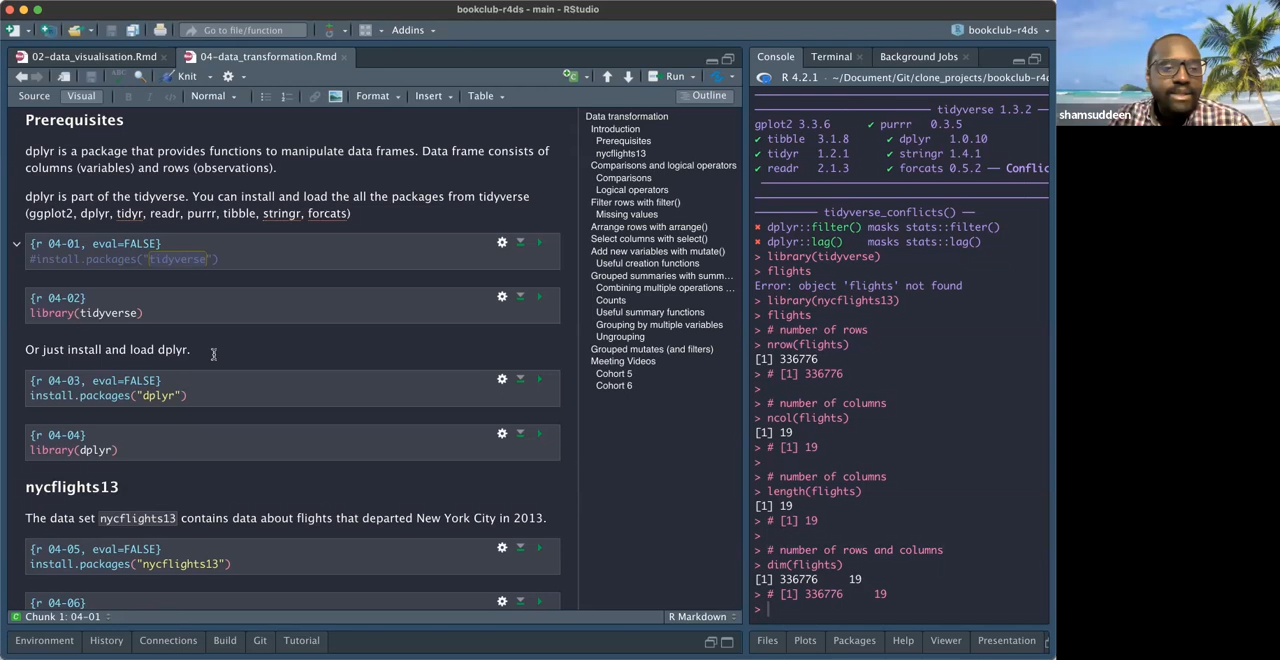 bookclub-r4ds - main - RStudio
Go to file/function
Addins
bookclub-r4ds
02-data_visualisation.Rmd
04-data_transformation.Rmd
Knit
Run
Source
Visual
Normal
Format
Insert
Table
Outline
Prerequisites
dplyr is a package that provides functions to manipulate data frames. Data frame consists of
columns (variables) and rows (observations).
dplyr is part of the tidyverse. You can install and load the all the packages from tidyverse
(ggplot2, dplyr, tidyr, readr, purrr, tibble, stringr, forcats)
{r 04-01, eval=FALSE}
#install.packages("tidyverse")
{r 04-02}
library(tidyverse)
Or just install and load dplyr.
{r 04-03, eval=FALSE}
install.packages("dplyr")
{r 04-04}
library(dplyr)
nycflights13
The data set nycflights13 contains data about flights that departed New York City in 2013.
{r 04-05, eval=FALSE}
install.packages("nycflights13")
{r 04-06}
Chunk 1: 04-01
R Markdown
Data transformation
Introduction
Prerequisites
nycflights13
Comparisons and logical operators
Comparisons
Logical operators
Filter rows with filter()
Missing values
Arrange rows with arrange()
Select columns with select()
Add new variables with mutate()
Useful creation functions
Grouped summaries with summ...
Combining multiple operations ...
Counts
Useful summary functions
Grouping by multiple variables
Ungrouping
Grouped mutates (and filters)
Meeting Videos
Cohort 5
Cohort 6
Console
Terminal
Background Jobs
R 4.2.1 · ~/Document/Git/clone_projects/bookclub-r4d
tidyverse 1.3.2
gplot2 3.3.6 ✔ purrr 0.3.5
✔ tibble 3.1.8 ✔ dplyr 1.0.10
✔ tidyr 1.2.1 ✔ stringr 1.4.1
✔ readr 2.1.3 ✔ forcats 0.5.2 — Conflic
tidyverse_conflicts() —
✖ dplyr::filter() masks stats::filter()
✖ dplyr::lag() masks stats::lag()
> library(tidyverse)
> flights
Error: object 'flights' not found
> library(nycflights13)
> flights
> # number of rows
> nrow(flights)
[1] 336776
> # [1] 336776
>
> # number of columns
> ncol(flights)
[1] 19
> # [1] 19
>
> # number of columns
> length(flights)
[1] 19
> # [1] 19
>
> # number of rows and columns
> dim(flights)
[1] 336776 19
> # [1] 336776 19
>
Environment
History
Connections
Build
Git
Tutorial
Files
Plots
Packages
Help
Viewer
Presentation
shamsuddeen